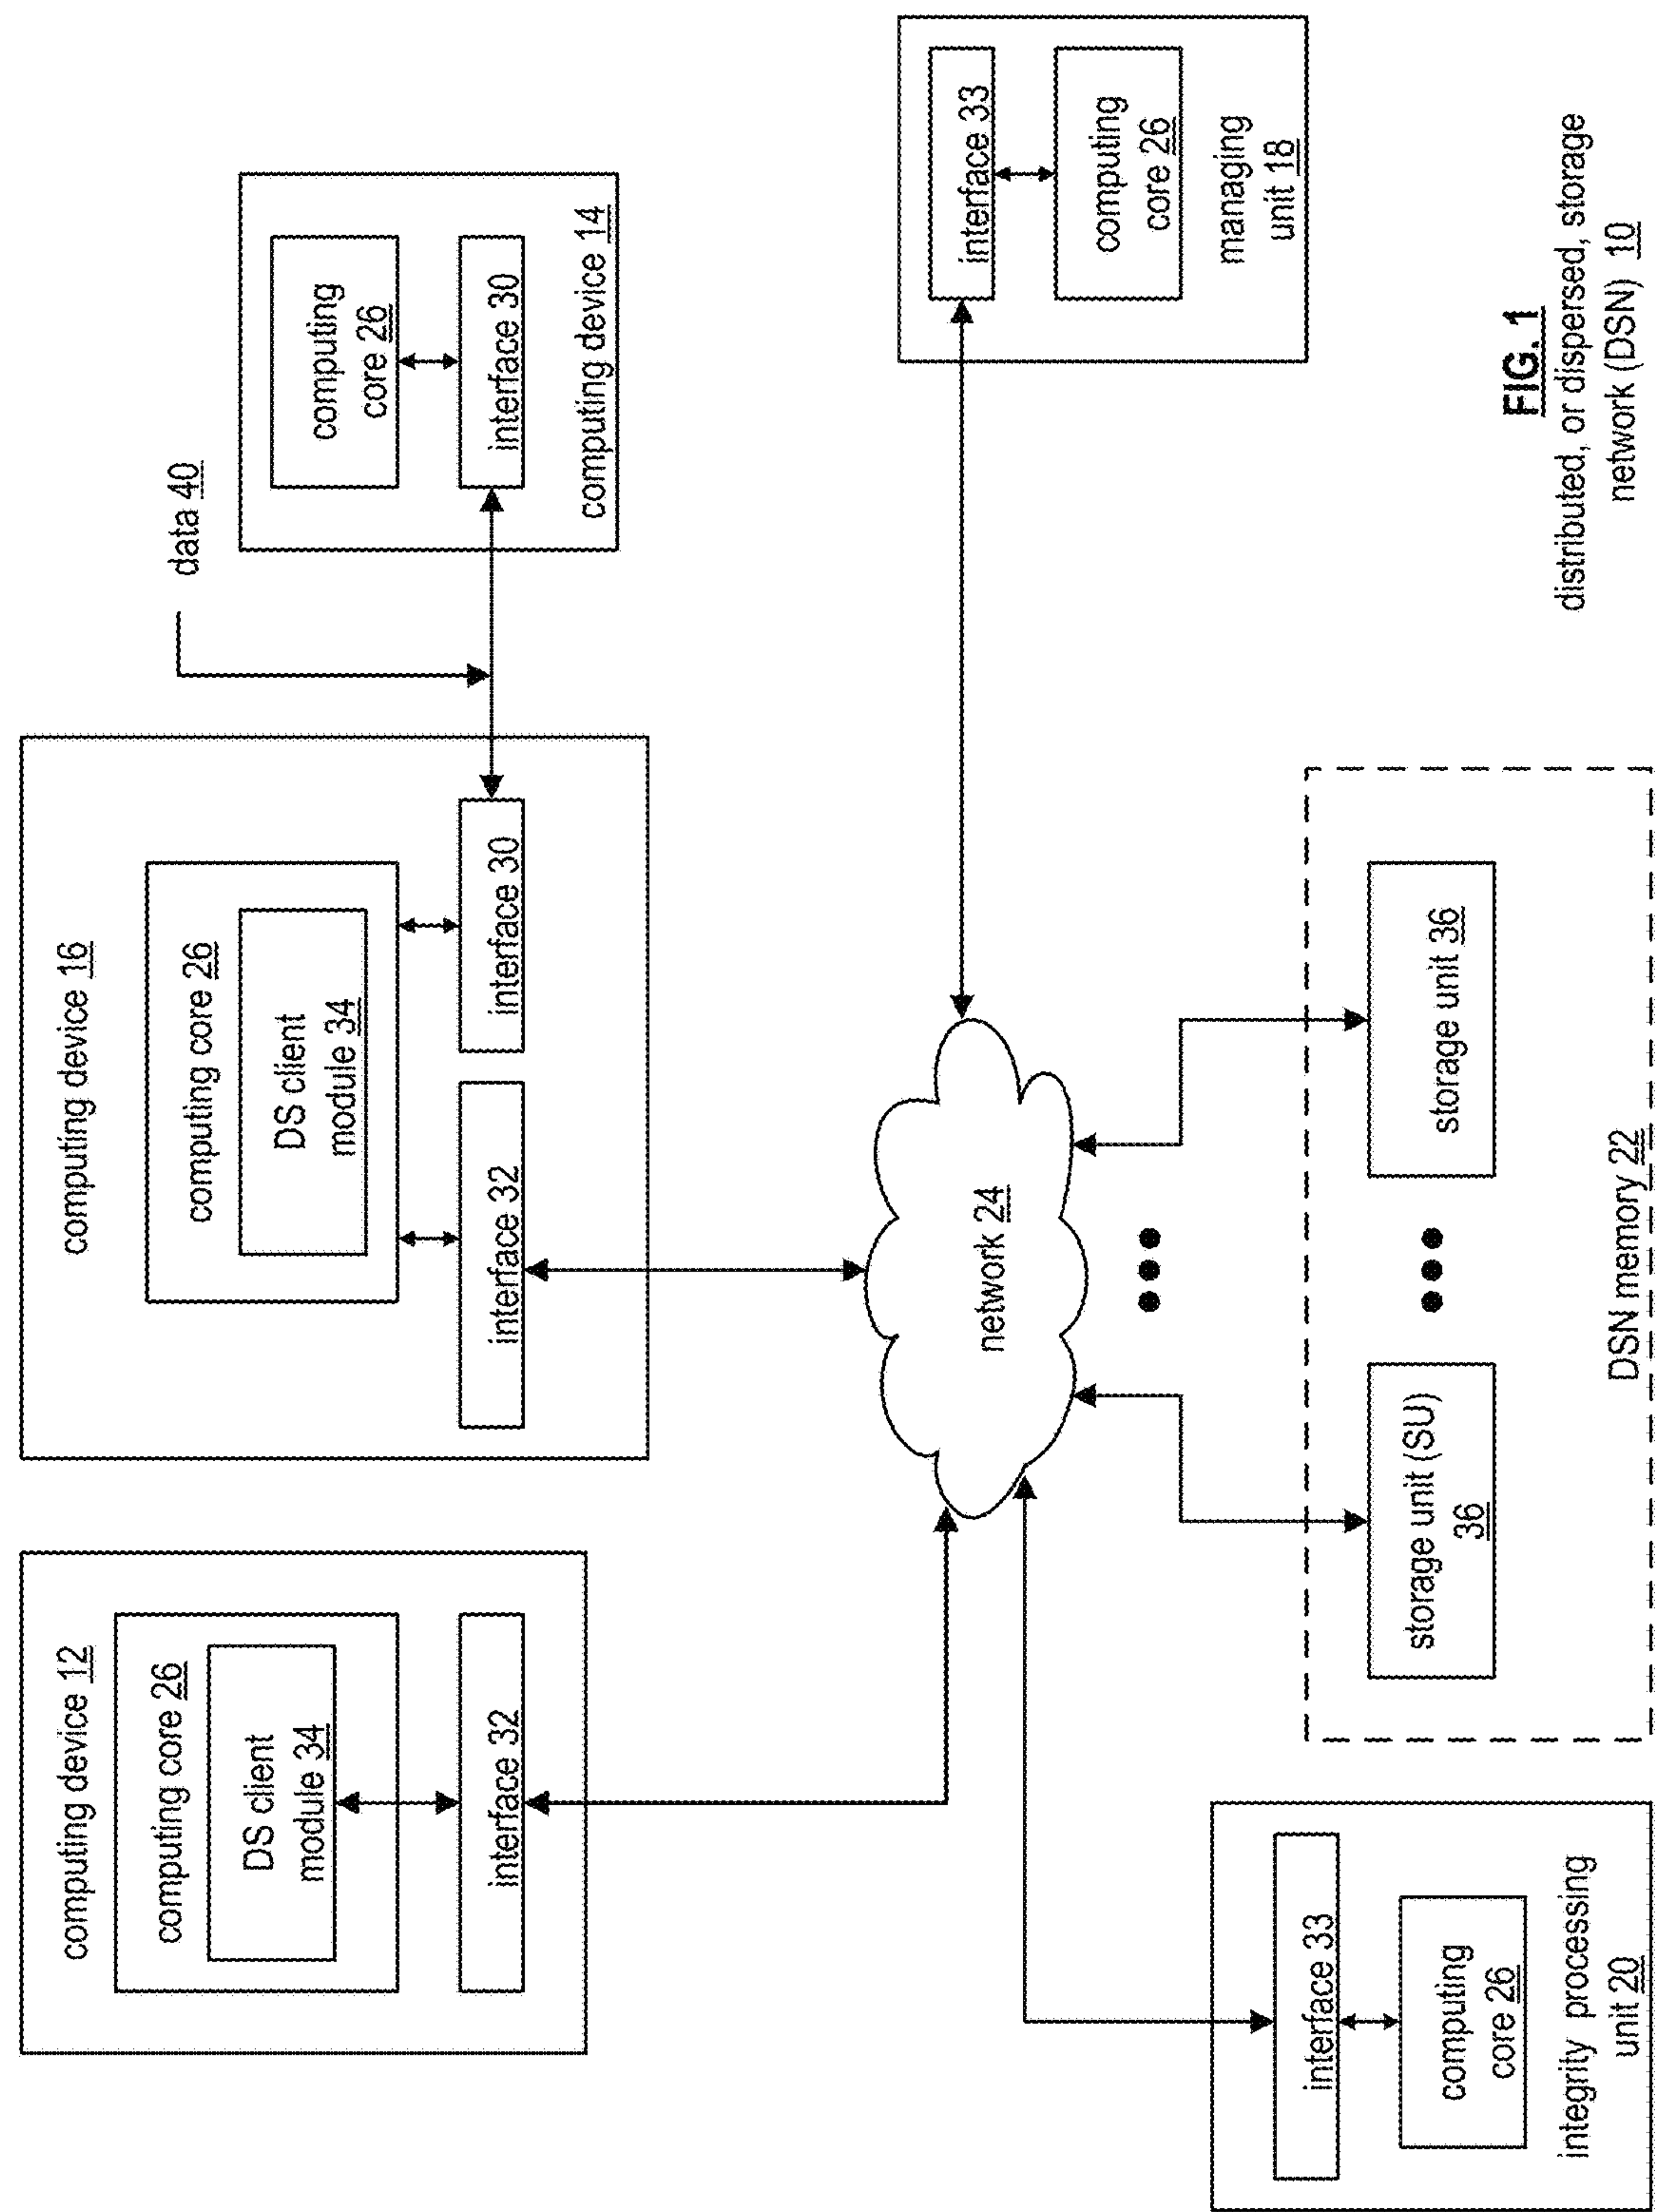 computing device 12
computing core 26
DS client
module 34
interface 32
computing device 16
computing core 26
DS client
module 34
interface 32
interface 30
data 40
computing
core 26
interface 30
computing device 14
network 24
interface 33
computing
core 26
managing
unit 18
interface 33
computing
core 26
integrity processing
unit 20
storage unit (SU)
36
storage unit 36
DSN memory 22
FIG. 1
distributed, or dispersed, storage
network (DSN) 10